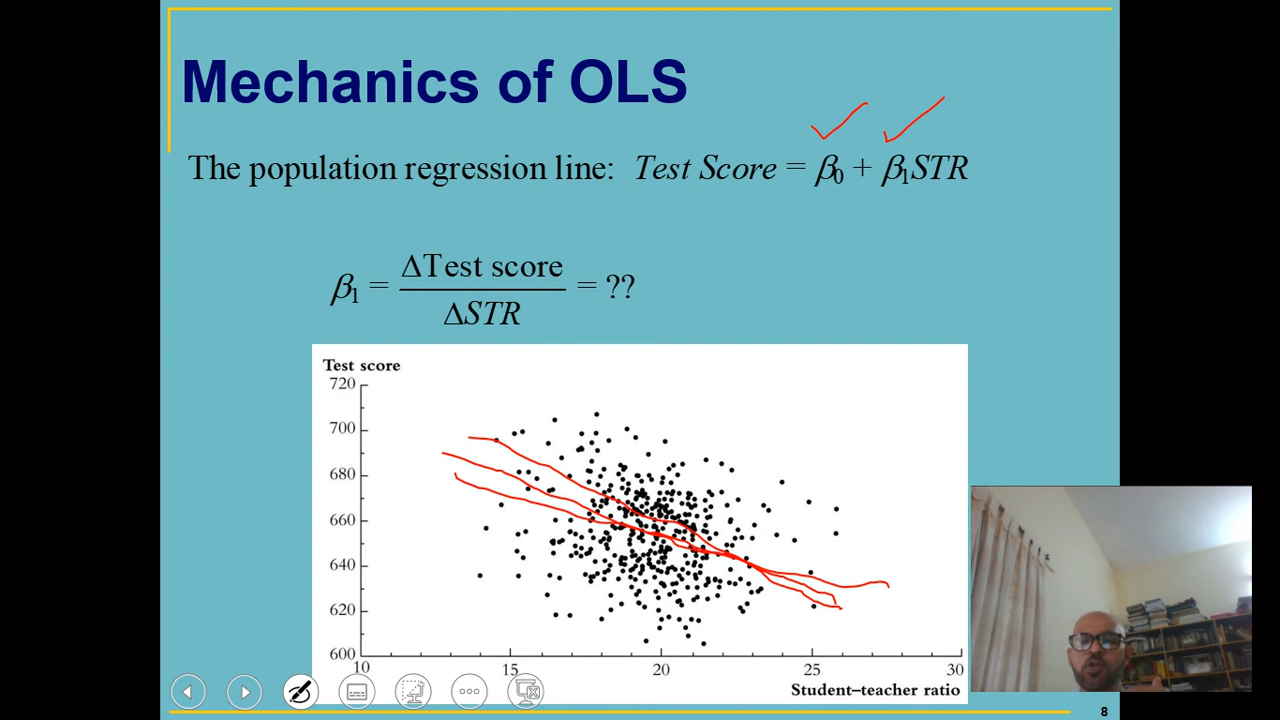 Mechanics of OLS
The population regression line: Test Score = β₀ + β₁STR
β₁ = ΔTest score / ΔSTR = ??
Test score
720
700
680
660
640
620
600
10 15 20 25 30
Student–teacher ratio
8